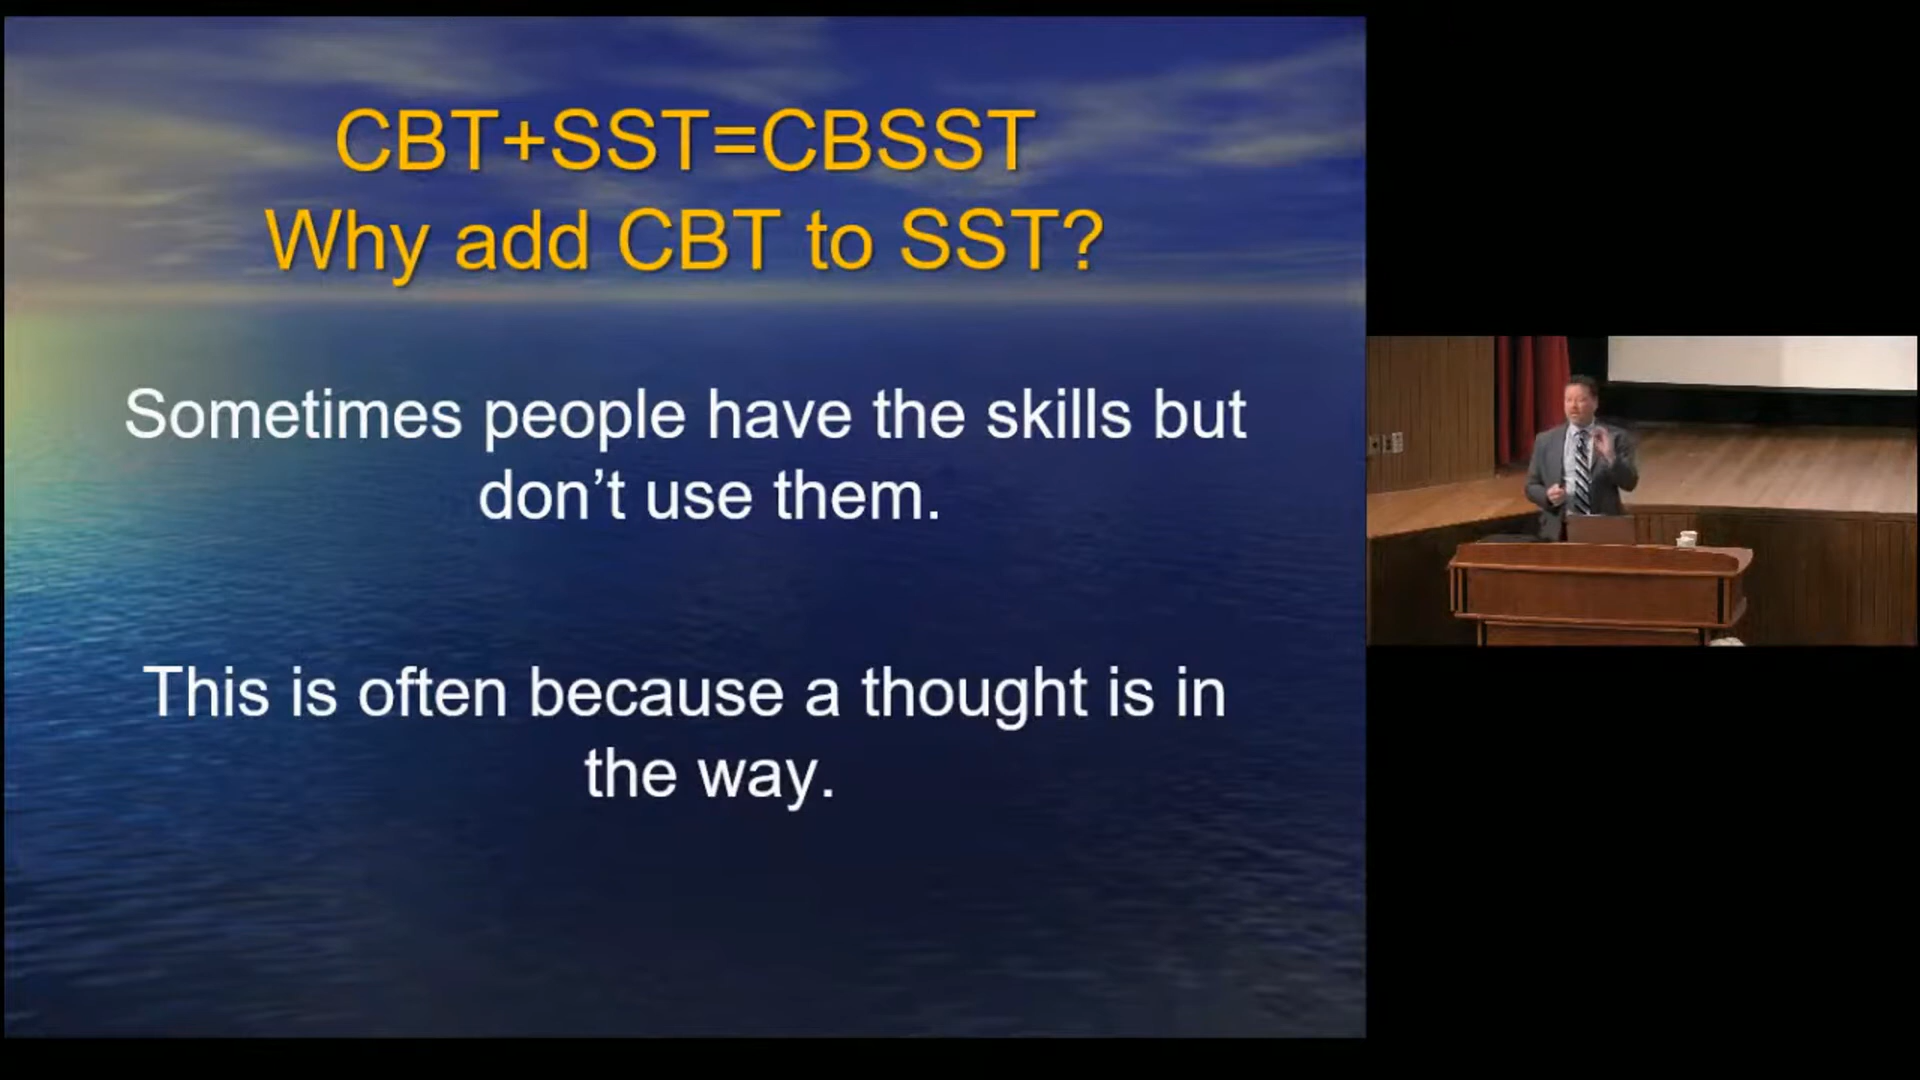 CBT+SST=CBSST
Why add CBT to SST?
Sometimes people have the skills but
don’t use them.
This is often because a thought is in
the way.